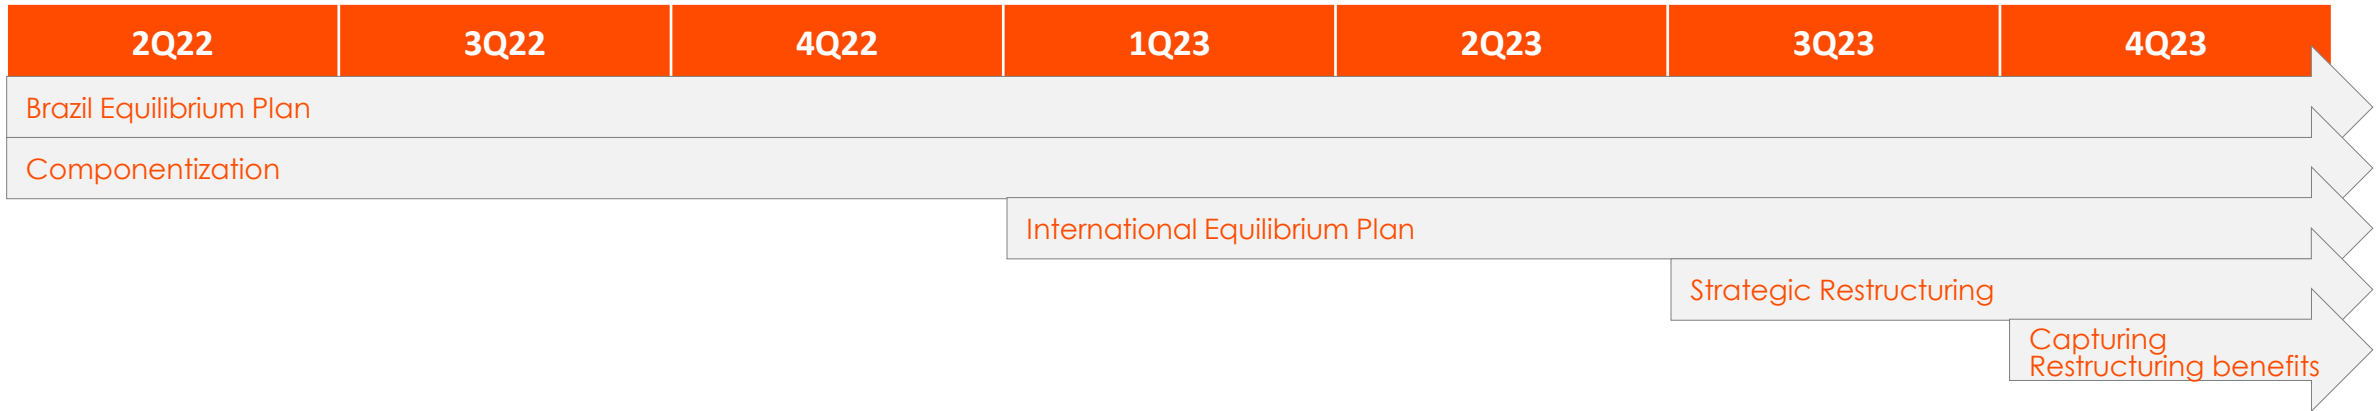 2Q22 3Q22 4Q22 1Q23 2Q23 3Q23 4Q23
Brazil Equilibrium Plan
Componentization
International Equilibrium Plan
Strategic Restructuring
Capturing
Restructuring benefits